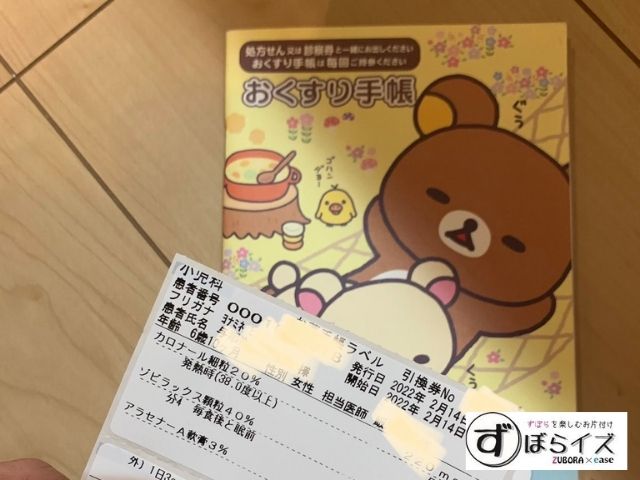 処方せん又は診察券と一緒にお出しください
おくすり手帳は毎回ご持参ください
おくすり手帳
ぐぅ
ゴハンデヨー
ぐぅ
小児科
患者番号 000
フリガナ
患者氏名
年齢 6歳 月 性別 女性 担当医師
ラベル 引換券No
発行日 2022年 2月14
開始日 2022年 2月14日
カロナール細粒20%
発熱時(38.0度以上)
ゾビラックス顆粒40%
分4 毎食後と眠前
アラセナーA軟膏3%
外) 1日3
ずぼらを楽しむお片付け
ずぼらイズ
ZUBORA×ease